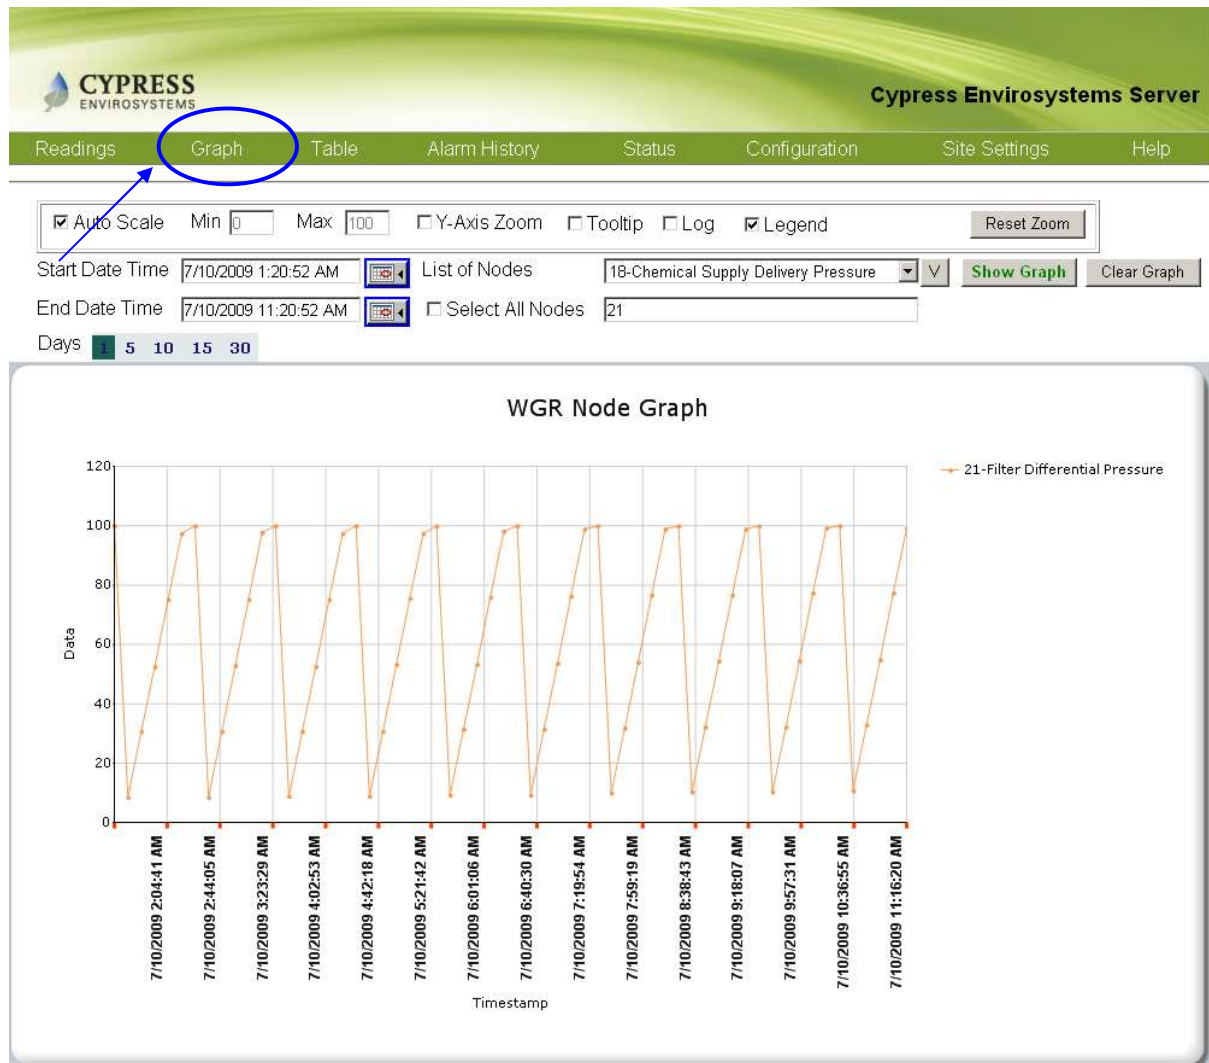 CYPRESS
ENVIROSYSTEMS
Cypress Envirosystems Server
Readings Graph Table Alarm History Status Configuration Site Settings Help
Auto Scale Min 0 Max 100 Y-Axis Zoom Tooltip Log Legend Reset Zoom
Start Date Time 7/10/2009 1:20:52 AM List of Nodes 18-Chemical Supply Delivery Pressure V Show Graph Clear Graph
End Date Time 7/10/2009 11:20:52 AM Select All Nodes 21
Days 1 5 10 15 30
WGR Node Graph
21-Filter Differential Pressure
120
100
80
60
40
20
0
Data
7/10/2009 2:04:41 AM
7/10/2009 2:44:05 AM
7/10/2009 3:23:29 AM
7/10/2009 4:02:53 AM
7/10/2009 4:42:18 AM
7/10/2009 5:21:42 AM
7/10/2009 6:01:06 AM
7/10/2009 6:40:30 AM
7/10/2009 7:19:54 AM
7/10/2009 7:59:19 AM
7/10/2009 8:38:43 AM
7/10/2009 9:18:07 AM
7/10/2009 9:57:31 AM
7/10/2009 10:36:55 AM
7/10/2009 11:16:20 AM
Timestamp